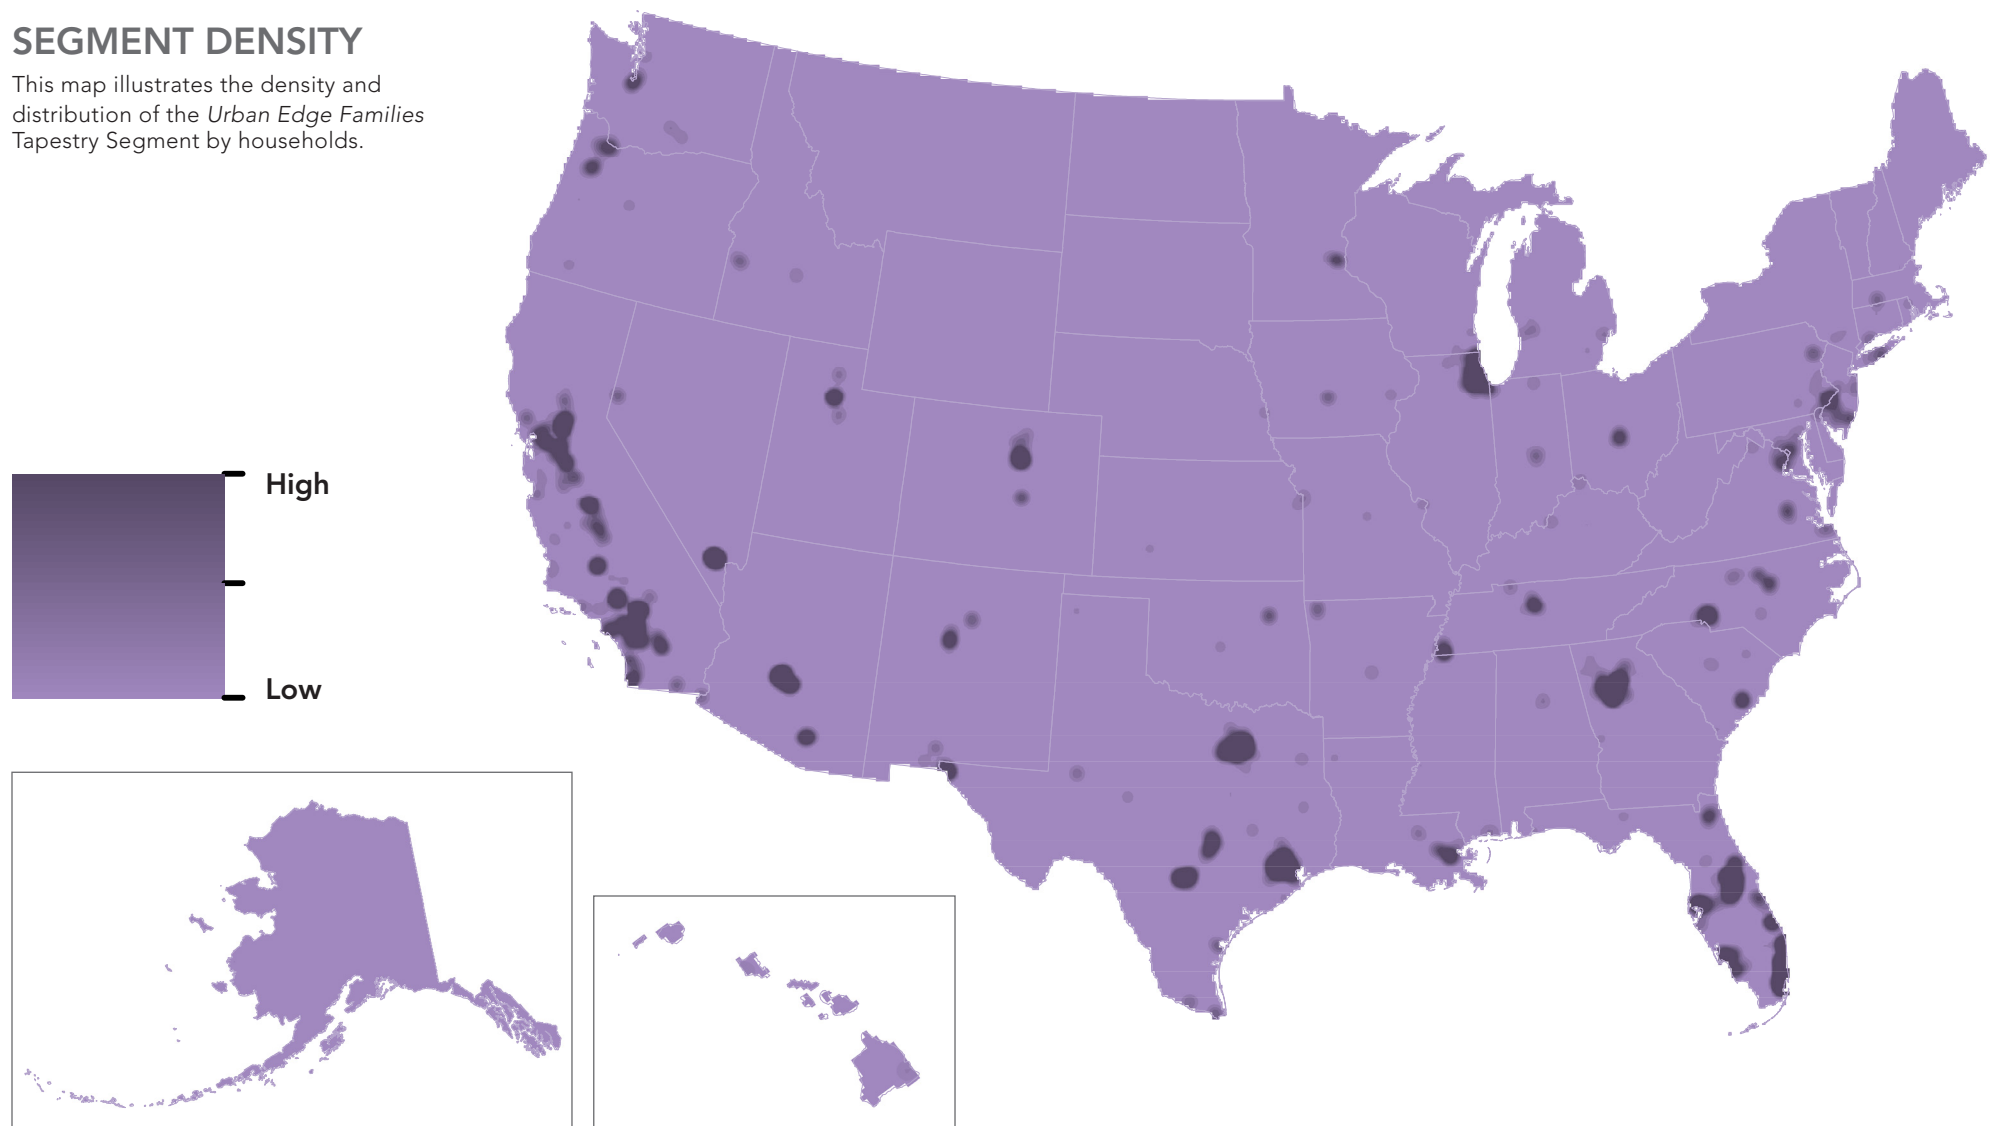 SEGMENT DENSITY
This map illustrates the density and
distribution of the Urban Edge Families
Tapestry Segment by households.
High
Low